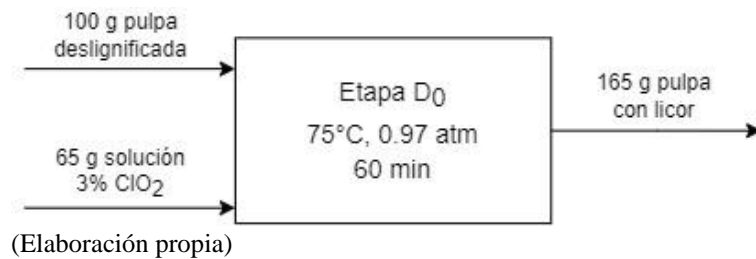 100 g pulpa
deslignificada
65 g solución
3% ClO2
Etapa D0
75°C, 0.97 atm
60 min
165 g pulpa
con licor
(Elaboración propia)